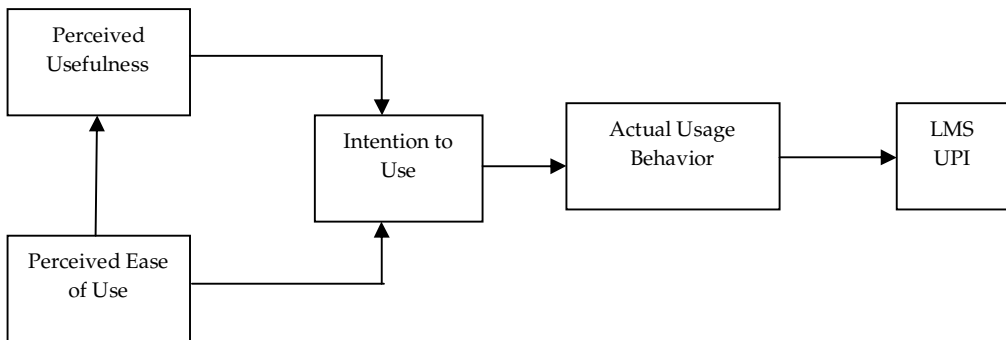 Perceived
Usefulness
Intention to
Use
Actual Usage
Behavior
LMS
UPI
Perceived Ease
of Use